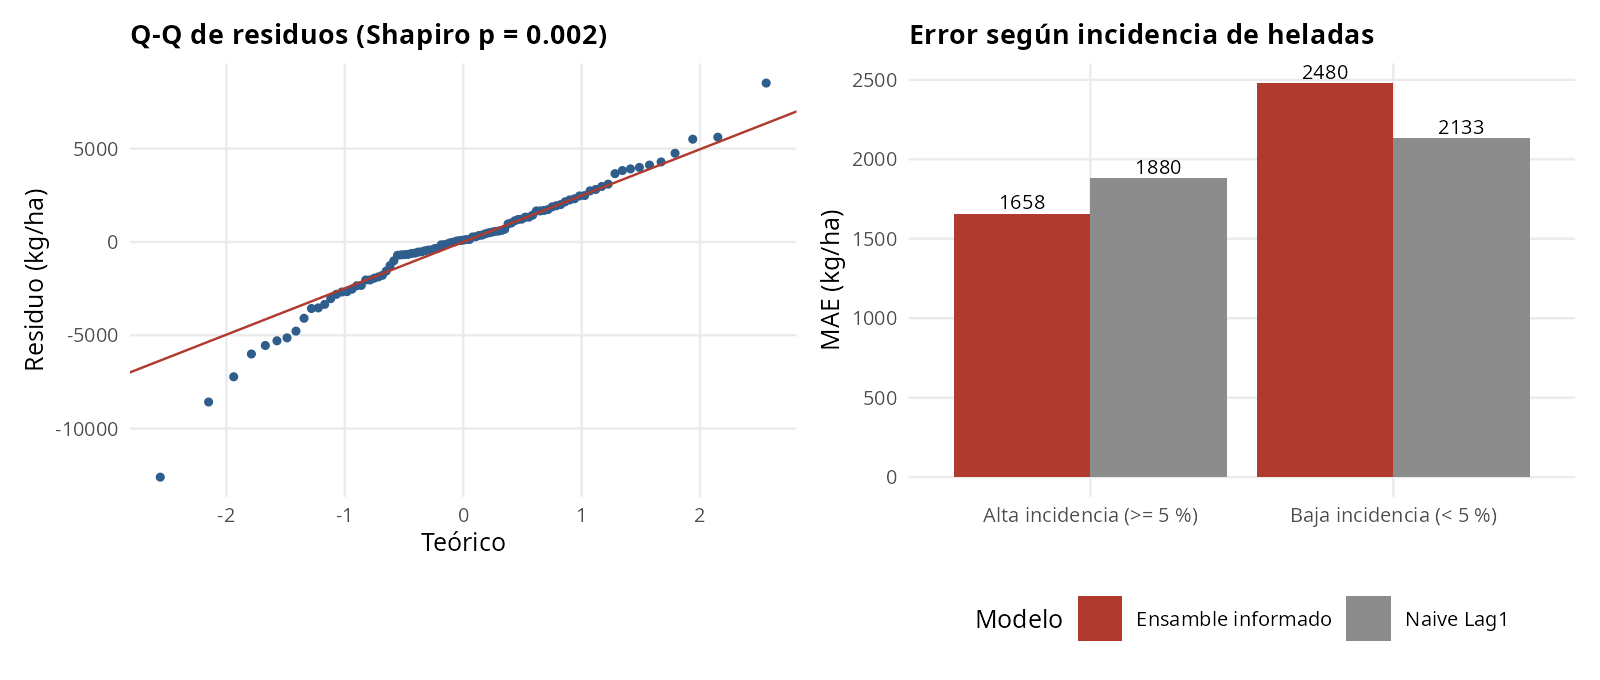 Q-Q de residuos (Shapiro p = 0.002)
Residuo (kg/ha)
5000
0
-5000
-10000
-2
-1
0
1
2
Teórico
Error según incidencia de heladas
MAE (kg/ha)
2500
2000
1500
1000
500
0
1658
1880
2480
2133
Alta incidencia (>= 5 %)
Baja incidencia (< 5 %)
Modelo
Ensamble informado
Naive Lag1